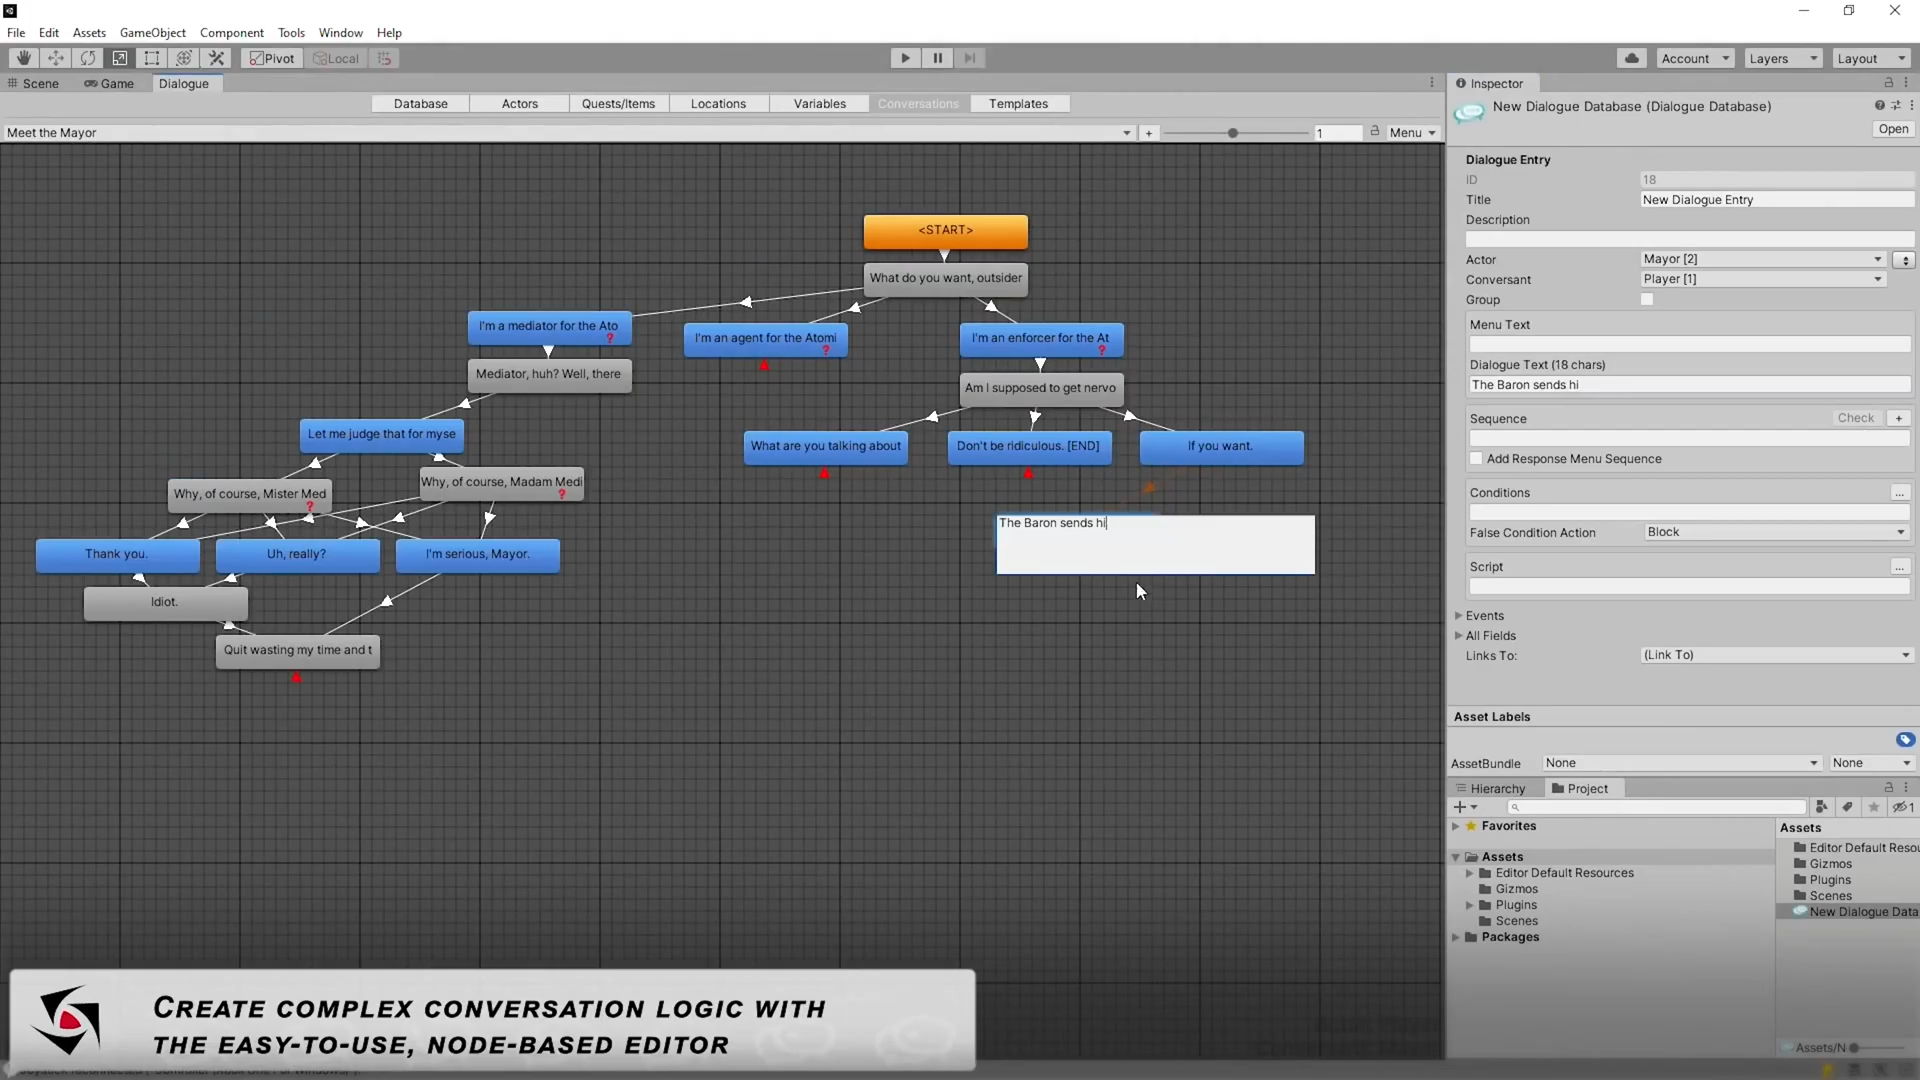 File Edit Assets GameObject Component Tools Window Help
Pivot Local Account Layers Layout
Scene Game Dialogue
Database Actors Quests/Items Locations Variables Conversations Templates
Meet the Mayor + 1 Menu
<START>
What do you want, outsider
I'm a mediator for the Ato
?
I'm an agent for the Atomi
?
I'm an enforcer for the At
?
Mediator, huh? Well, there
Am I supposed to get nervo
Let me judge that for myse
What are you talking about
Don't be ridiculous. [END]
If you want.
Why, of course, Mister Med
?
Why, of course, Madam Medi
?
The Baron sends hi
Thank you.
Uh, really?
I'm serious, Mayor.
Idiot.
Quit wasting my time and t
Inspector
New Dialogue Database (Dialogue Database)
Open
Dialogue Entry
ID 18
Title New Dialogue Entry
Description
Actor Mayor [2]
Conversant Player [1]
Group
Menu Text
Dialogue Text (18 chars)
The Baron sends hi
Sequence Check +
Add Response Menu Sequence
Conditions ...
False Condition Action Block
Script ...
Events
All Fields
Links To: (Link To)
Asset Labels
AssetBundle None None
Hierarchy Project
+ 1
Favorites
Assets
Editor Default Resources
Gizmos
Plugins
Scenes
Packages
Assets
Editor Default Resou
Gizmos
Plugins
Scenes
New Dialogue Data
Assets/N
CREATE COMPLEX CONVERSATION LOGIC WITH
THE EASY-TO-USE, NODE-BASED EDITOR